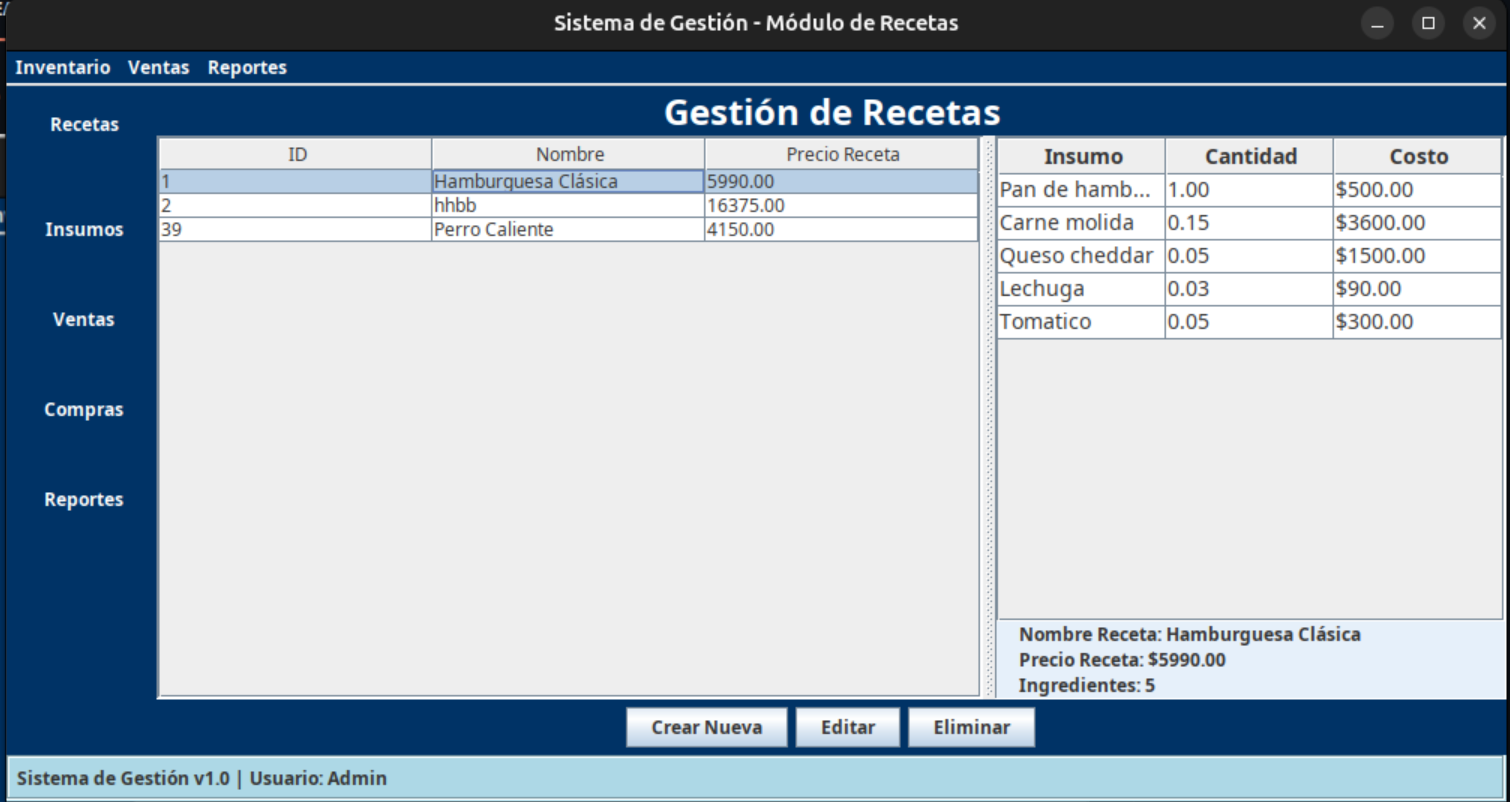 Sistema de Gestión - Módulo de Recetas
Inventario Ventas Reportes
Recetas
Insumos
Ventas
Compras
Reportes
Gestión de Recetas
ID Nombre Precio Receta
1 Hamburguesa Clásica 5990.00
2 hhbb 16375.00
39 Perro Caliente 4150.00
Insumo Cantidad Costo
Pan de hamb... 1.00 $500.00
Carne molida 0.15 $3600.00
Queso cheddar 0.05 $1500.00
Lechuga 0.03 $90.00
Tomatico 0.05 $300.00
Nombre Receta: Hamburguesa Clásica
Precio Receta: $5990.00
Ingredientes: 5
Crear Nueva Editar Eliminar
Sistema de Gestión v1.0 | Usuario: Admin